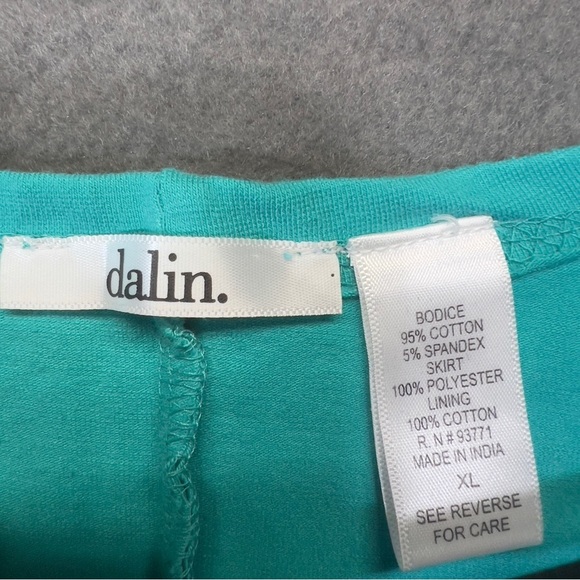 dalin.
BODICE
95% COTTON
5% SPANDEX
SKIRT
100% POLYESTER
LINING
100% COTTON
R. N # 93771
MADE IN INDIA
XL
SEE REVERSE
FOR CARE